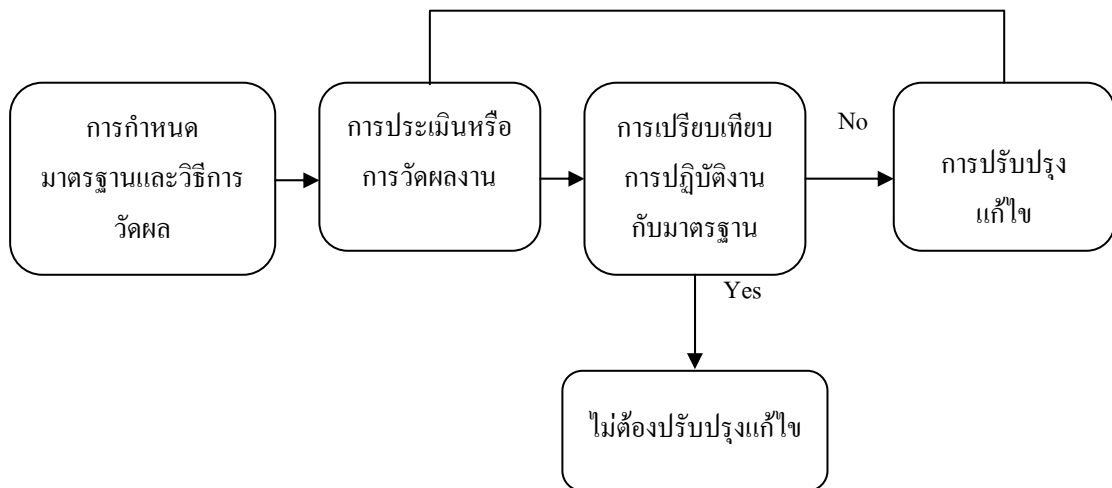 การกำหนด
มาตรฐานและวิธีการ
วัดผล
การประเมินหรือ
การวัดผลงาน
การเปรียบเทียบ
การปฏิบัติงาน
กับมาตรฐาน
No
การปรับปรุง
แก้ไข
Yes
ไม่ต้องปรับปรุงแก้ไข